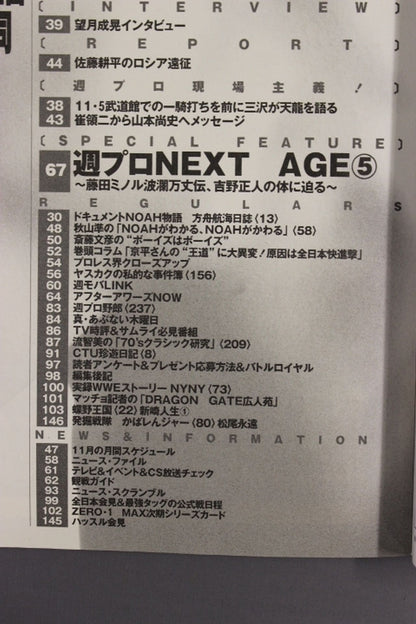 〔INTERVIEW〕
39 望月成晃インタビュー
〔REPORT〕
44 佐藤耕平のロシア遠征
〔週プロ現場主義!〕
38 11・5武道館での一騎打ちを前に三沢が天龍を語る
43 崔領二から山本尚史へメッセージ
〔SPECIAL FEATURE〕
67 週プロNEXT AGE⑤
〜藤田ミノル波瀾万丈伝、吉野正人の体に迫る〜
REGULARS
30 ドキュメントNOAH物語 方舟航海日誌〈13〉
48 秋山準の「NOAHがわかる、NOAHがかわる」〈58〉
50 斎藤文彦の“ボーイズはボーイズ”
52 巻頭コラム「京平さんの“王道”に大異変!原因は全日本快進撃」
54 プロレス界クローズアップ
56 ヤスカクの私的な事件簿〈156〉
60 週モバLINK
64 アフターアワーズNOW
83 週プロ野郎〈237〉
84 真・あぶない木曜日
86 TV時評&サムライ必見番組
87 流智美の「70'sクラシック研究」〈209〉
91 CTU珍遊日記〈8〉
97 読者アンケート&プレゼント応募方法&バトルロイヤル
98 編集後記
100 実録WWEストーリー NYNY〈73〉
101 マッチョ記者の「DRAGON GATE広人苑」
103 蝶野王国〈22〉新崎人生①
146 発掘戦隊 かばレンジャー〈80〉松尾永遠
NEWS&INFORMATION
47 11月の月間スケジュール
58 ニュース・ファイル
61 テレビ&イベント&CS放送チェック
62 観戦ガイド
93 ニュース・スクランブル
99 全日本会見&最強タッグの公式戦日程
102 ZERO・1 MAX次期シリーズカード
145 ハッスル会見